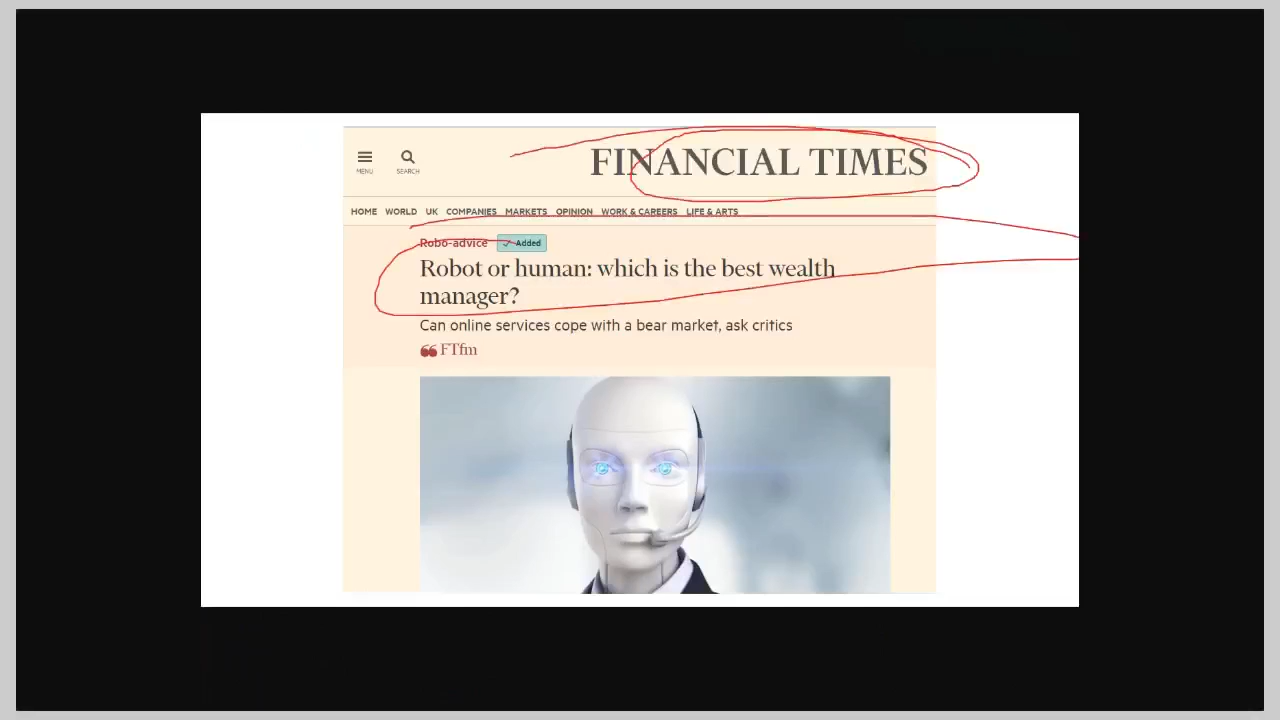 MENU
SEARCH
FINANCIAL TIMES
HOME WORLD UK COMPANIES MARKETS OPINION WORK & CAREERS LIFE & ARTS
Robo-advice Added
Robot or human: which is the best wealth
manager?
Can online services cope with a bear market, ask critics
FTfm